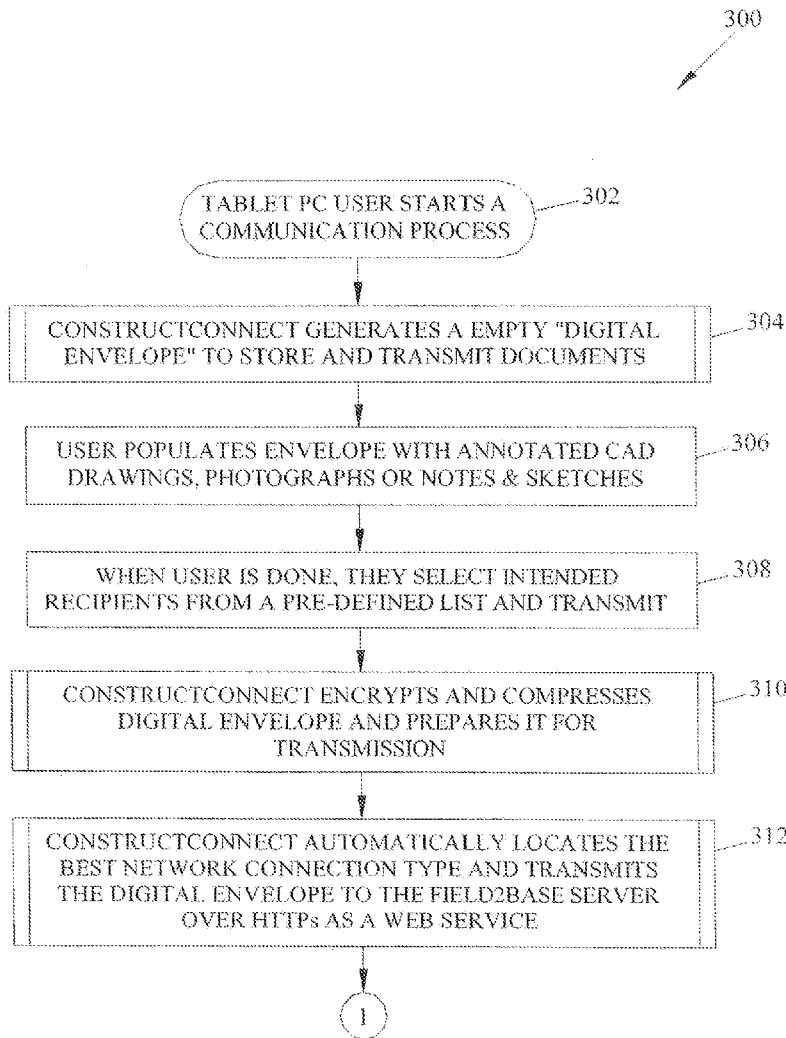 300
TABLET PC USER STARTS A
COMMUNICATION PROCESS
302
CONSTRUCTCONNECT GENERATES A EMPTY "DIGITAL
ENVELOPE" TO STORE AND TRANSMIT DOCUMENTS
304
USER POPULATES ENVELOPE WITH ANNOTATED CAD
DRAWINGS, PHOTOGRAPHS OR NOTES & SKETCHES
306
WHEN USER IS DONE, THEY SELECT INTENDED
RECIPIENTS FROM A PRE-DEFINED LIST AND TRANSMIT
308
CONSTRUCTCONNECT ENCRYPTS AND COMPRESSES
DIGITAL ENVELOPE AND PREPARES IT FOR
TRANSMISSION
310
CONSTRUCTCONNECT AUTOMATICALLY LOCATES THE
BEST NETWORK CONNECTION TYPE AND TRANSMITS
THE DIGITAL ENVELOPE TO THE FIELD2BASE SERVER
OVER HTTPs AS A WEB SERVICE
312
1